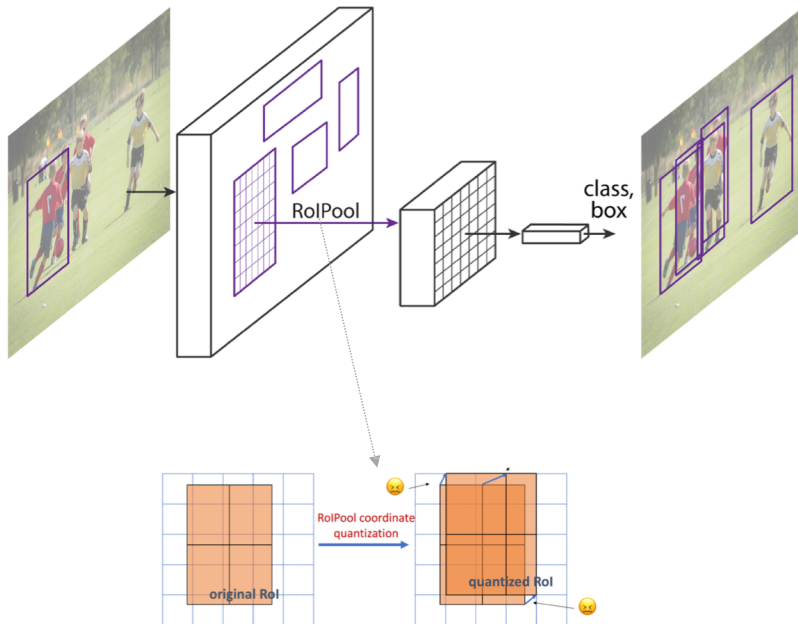 class,
box
RoIPool
RoIPool coordinate
quantization
original RoI
quantized RoI